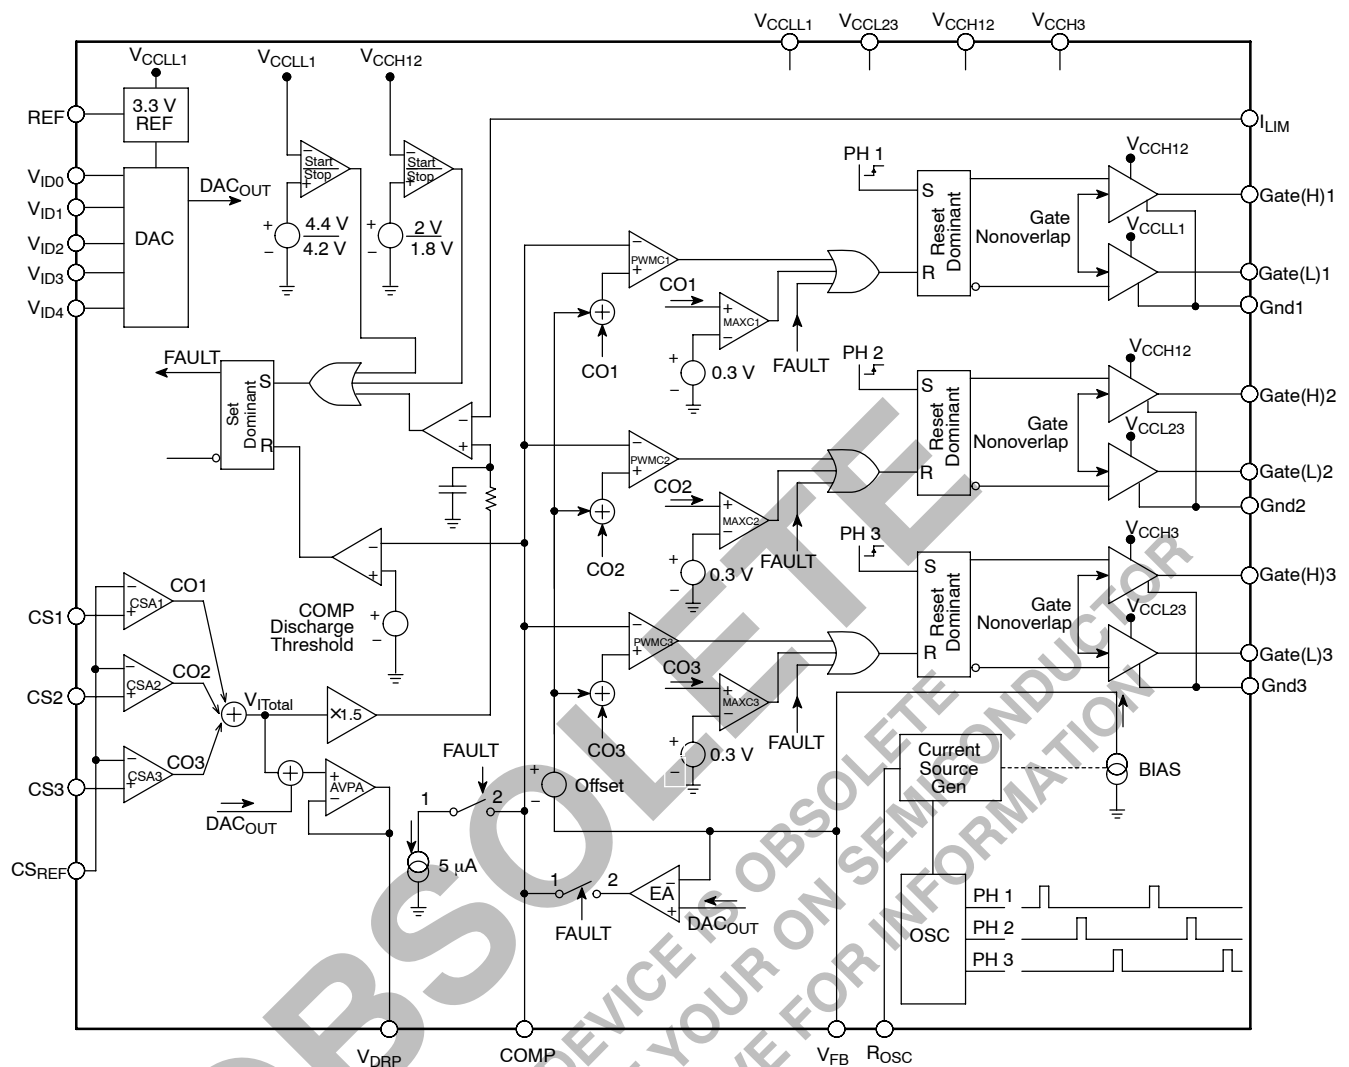 VCCLL1 VCCL23 VCCH12 VCCH3
VCCLL1 VCCLL1 VCCH12
REF
3.3 V
REF
ILIM
VID0
VID1
VID2
VID3
VID4
DAC
DACOUT
−
Start
Stop
+
−
Start
Stop
+
+
−
4.4 V
4.2 V
+
−
2 V
1.8 V
PH 1
S
R
Reset
Dominant
Gate
Nonoverlap
VCCH12
VCCLL1
Gate(H)1
Gate(L)1
Gnd1
−
PWMC1
+
+
CO1
CO1
+
MAXC1
−
+
−
0.3 V
FAULT
FAULT
Set
Dominant
S
R
−
+
PH 2
S
R
Reset
Dominant
Gate
Nonoverlap
VCCH12
VCCL23
Gate(H)2
Gate(L)2
Gnd2
−
PWMC2
+
+
CO2
CO2
+
MAXC2
−
+
−
0.3 V
FAULT
−
+
+
−
COMP
Discharge
Threshold
PH 3
S
R
Reset
Dominant
Gate
Nonoverlap
VCCH3
VCCL23
Gate(H)3
Gate(L)3
Gnd3
−
PWMC3
+
+
CO3
CO3
+
MAXC3
−
+
−
0.3 V
FAULT
CS1
CS2
CS3
CSREF
−
CSA1
+
CO1
−
CSA2
+
CO2
−
CSA3
+
CO3
+
VITotal
×1.5
+
DACOUT
+
AVPA
−
FAULT
1 2
5 μA
+
−
Offset
1 2
FAULT
EA
−
+
DACOUT
Current
Source
Gen
BIAS
OSC
PH 1
PH 2
PH 3
VDRP COMP VFB ROSC
OBSOLETE
DEVICE IS OBSOLETE
YOUR ON SEMICONDUCTOR
VE FOR INFORMATION